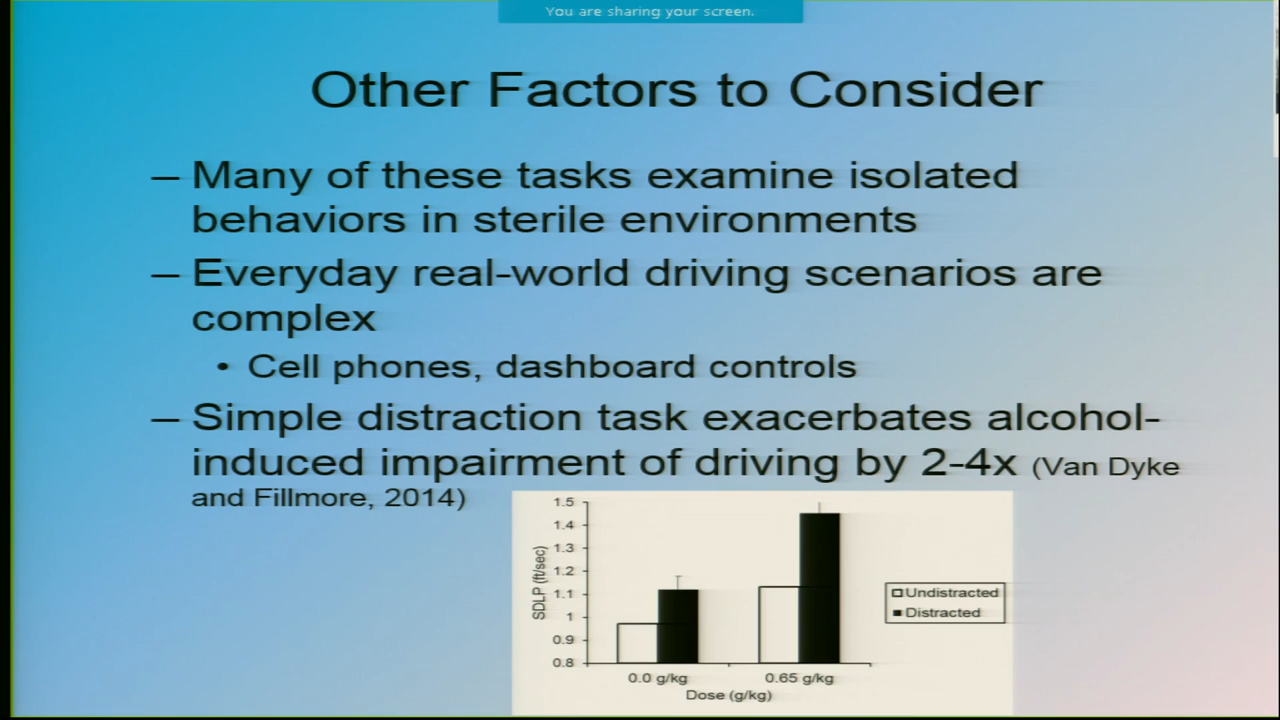 You are sharing your screen.
Other Factors to Consider
– Many of these tasks examine isolated
behaviors in sterile environments
– Everyday real-world driving scenarios are
complex
• Cell phones, dashboard controls
– Simple distraction task exacerbates alcohol-
induced impairment of driving by 2-4x (Van Dyke
and Fillmore, 2014)
1.5
1.4
1.3
1.2
1.1
1
0.9
0.8
SDLP (ft/sec)
Undistracted
Distracted
0.0 g/kg 0.65 g/kg
Dose (g/kg)